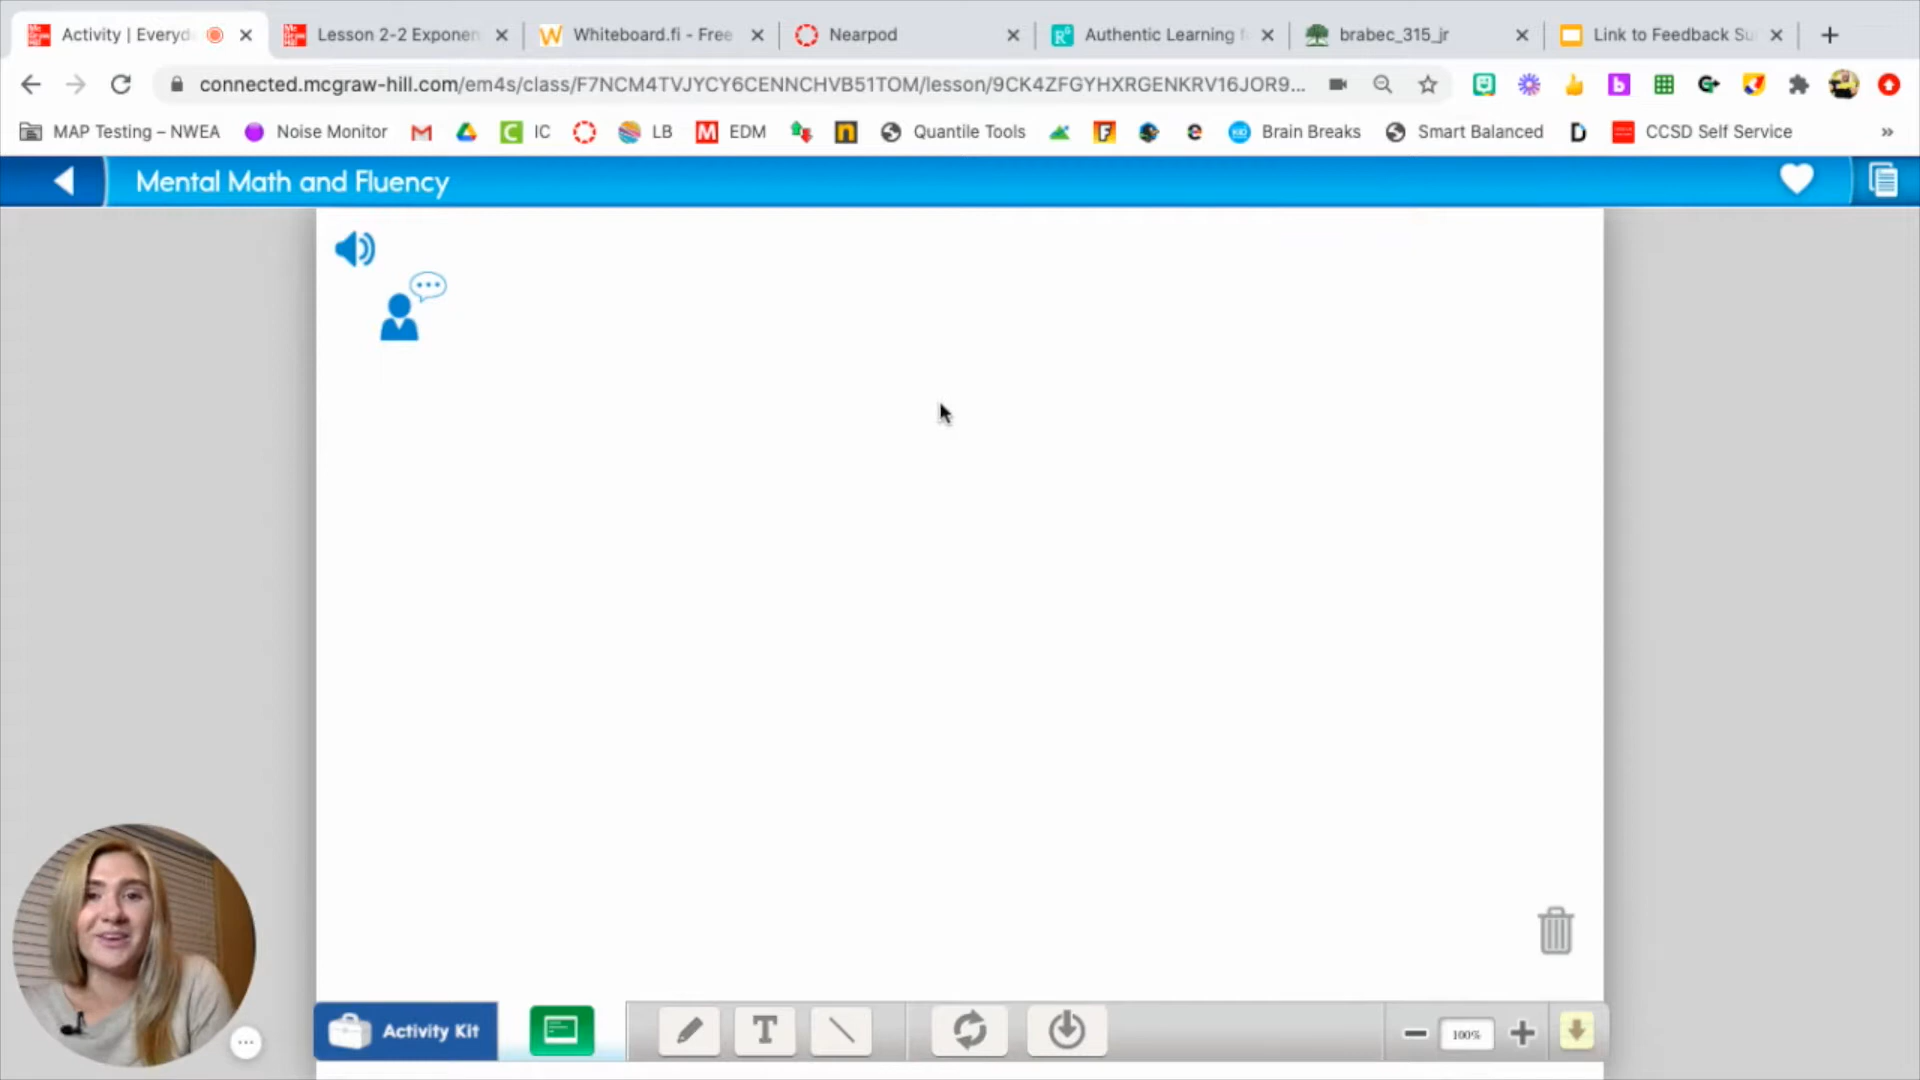 Activity | Everyd
Lesson 2-2 Exponen
Whiteboard.fi - Free
Nearpod
Authentic Learning f
brabec_315_jr
Link to Feedback Su
connected.mcgraw-hill.com/em4s/class/F7NCM4TVJYCY6CENNCHVB51TOM/lesson/9CK4ZFGYHXRGENKRV16JOR9...
MAP Testing – NWEA
Noise Monitor
IC
LB
EDM
Quantile Tools
Brain Breaks
Smart Balanced
CCSD Self Service
Mental Math and Fluency
Activity Kit
T
100%